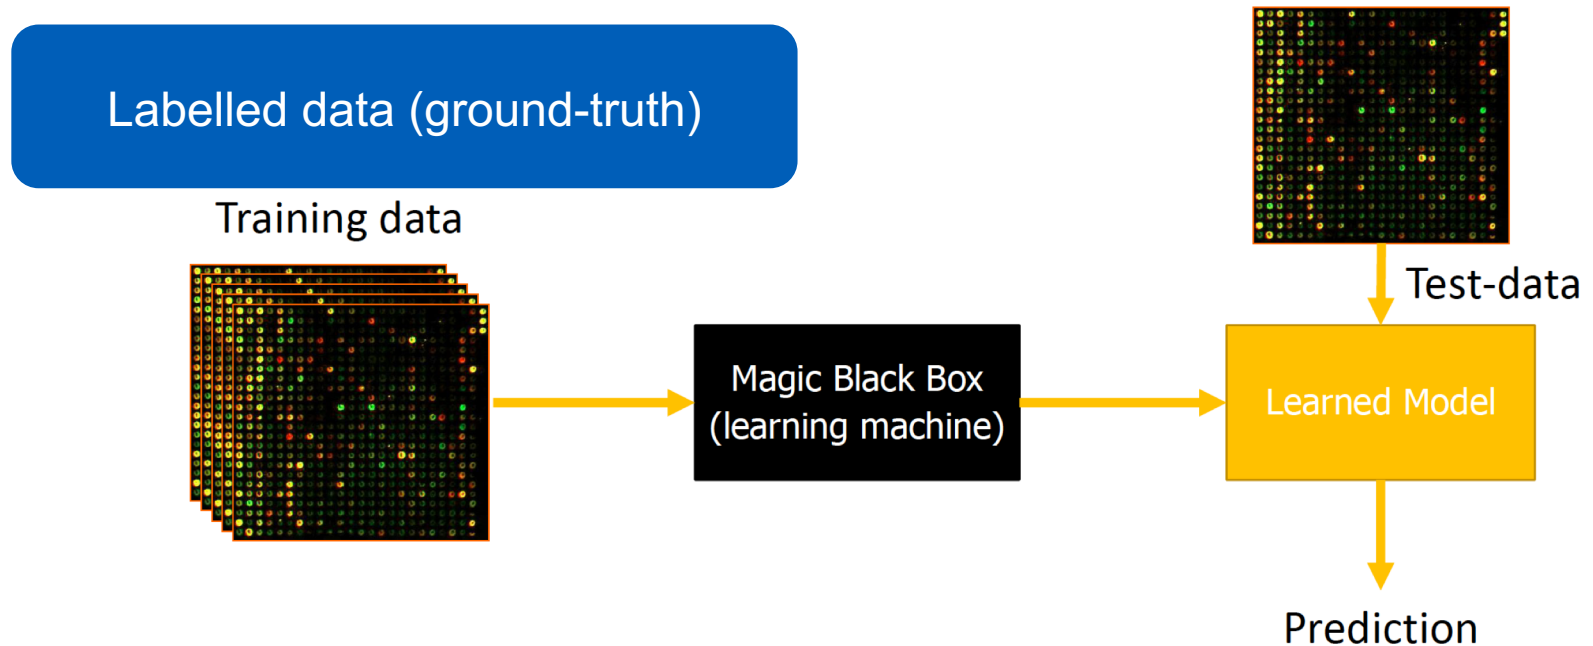 Labelled data (ground-truth)
Training data
Test-data
Magic Black Box
(learning machine)
Learned Model
Prediction